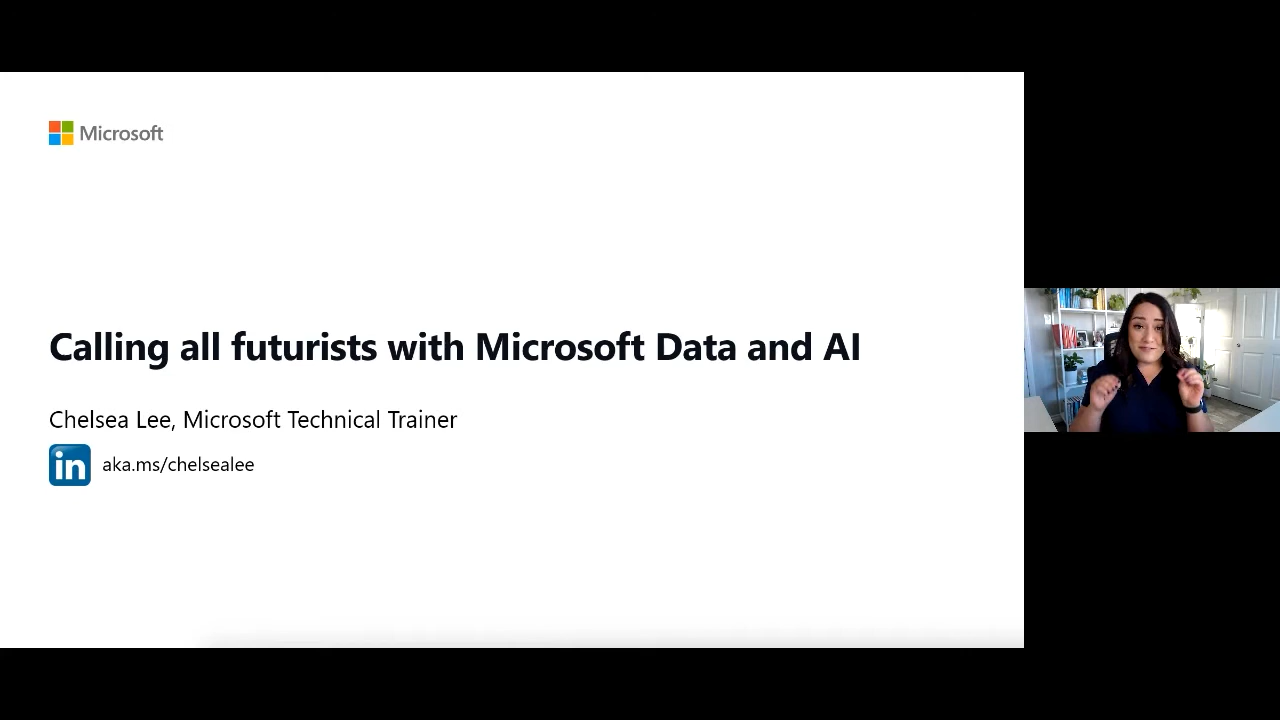 Microsoft
Calling all futurists with Microsoft Data and AI
Chelsea Lee, Microsoft Technical Trainer
in
aka.ms/chelsealee